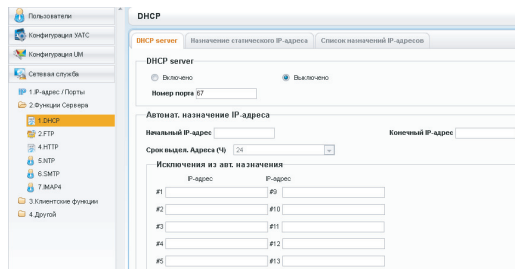 Пользователи
Конфигурация УАТС
Конфигурация UM
Сетевая служба
1.IP-адрес / Порты
2.Функции Сервера
1.DHCP
2.FTP
4.HTTP
5.NTP
6.SMTP
7.IMAP4
3.Клиентские функции
4.Другой
DHCP
DHCP server Назначение статического IP-адреса Список назначений IP-адресов
DHCP server
Включено Выключено
Номер порта 67
Автомат. назначение IP-адреса
Начальный IP-адрес Конечный IP-адрес
Срок выдел. Адреса (Ч) 24
Исключения из авт. назначения
IP-адрес IP-адрес
#1 #9
#2 #10
#3 #11
#4 #12
#5 #13